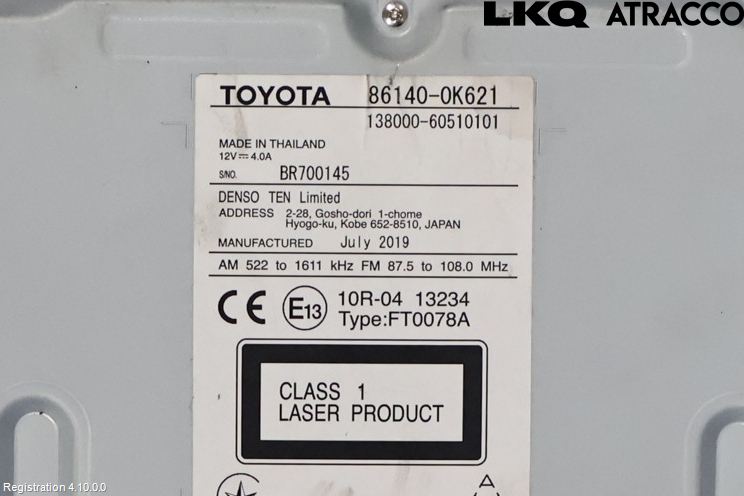 LKQ ATRACCO
TOYOTA 86140-0K621
138000-60510101
MADE IN THAILAND
12V⎓4.0A
S/NO. BR700145
DENSO TEN Limited
ADDRESS 2-28, Gosho-dori 1-chome
Hyogo-ku, Kobe 652-8510, JAPAN
MANUFACTURED July 2019
AM 522 to 1611 kHz FM 87.5 to 108.0 MHz
CE E13 10R-04 13234
Type:FT0078A
CLASS 1
LASER PRODUCT
A
Registration 4.10.0.0